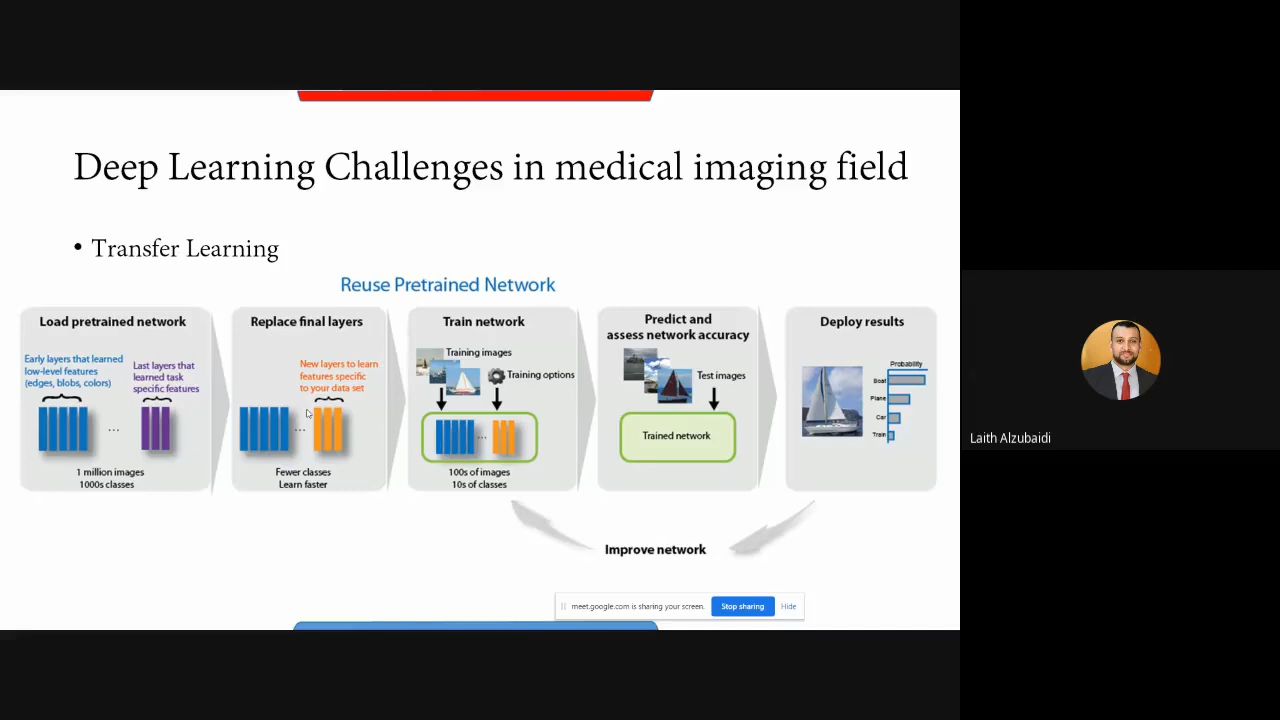 Deep Learning Challenges in medical imaging field
• Transfer Learning
Reuse Pretrained Network
Load pretrained network
Early layers that learned
low-level features
(edges, blobs, colors)
Last layers that
learned task
specific features
...
1 million images
1000s classes
Replace final layers
New layers to learn
features specific
to your data set
...
Fewer classes
Learn faster
Train network
Training images
Training options
...
100s of images
10s of classes
Predict and
assess network accuracy
Test images
Trained network
Deploy results
Probability
Boat
Plane
Car
Train
Improve network
meet.google.com is sharing your screen.
Stop sharing
Hide
Laith Alzubaidi